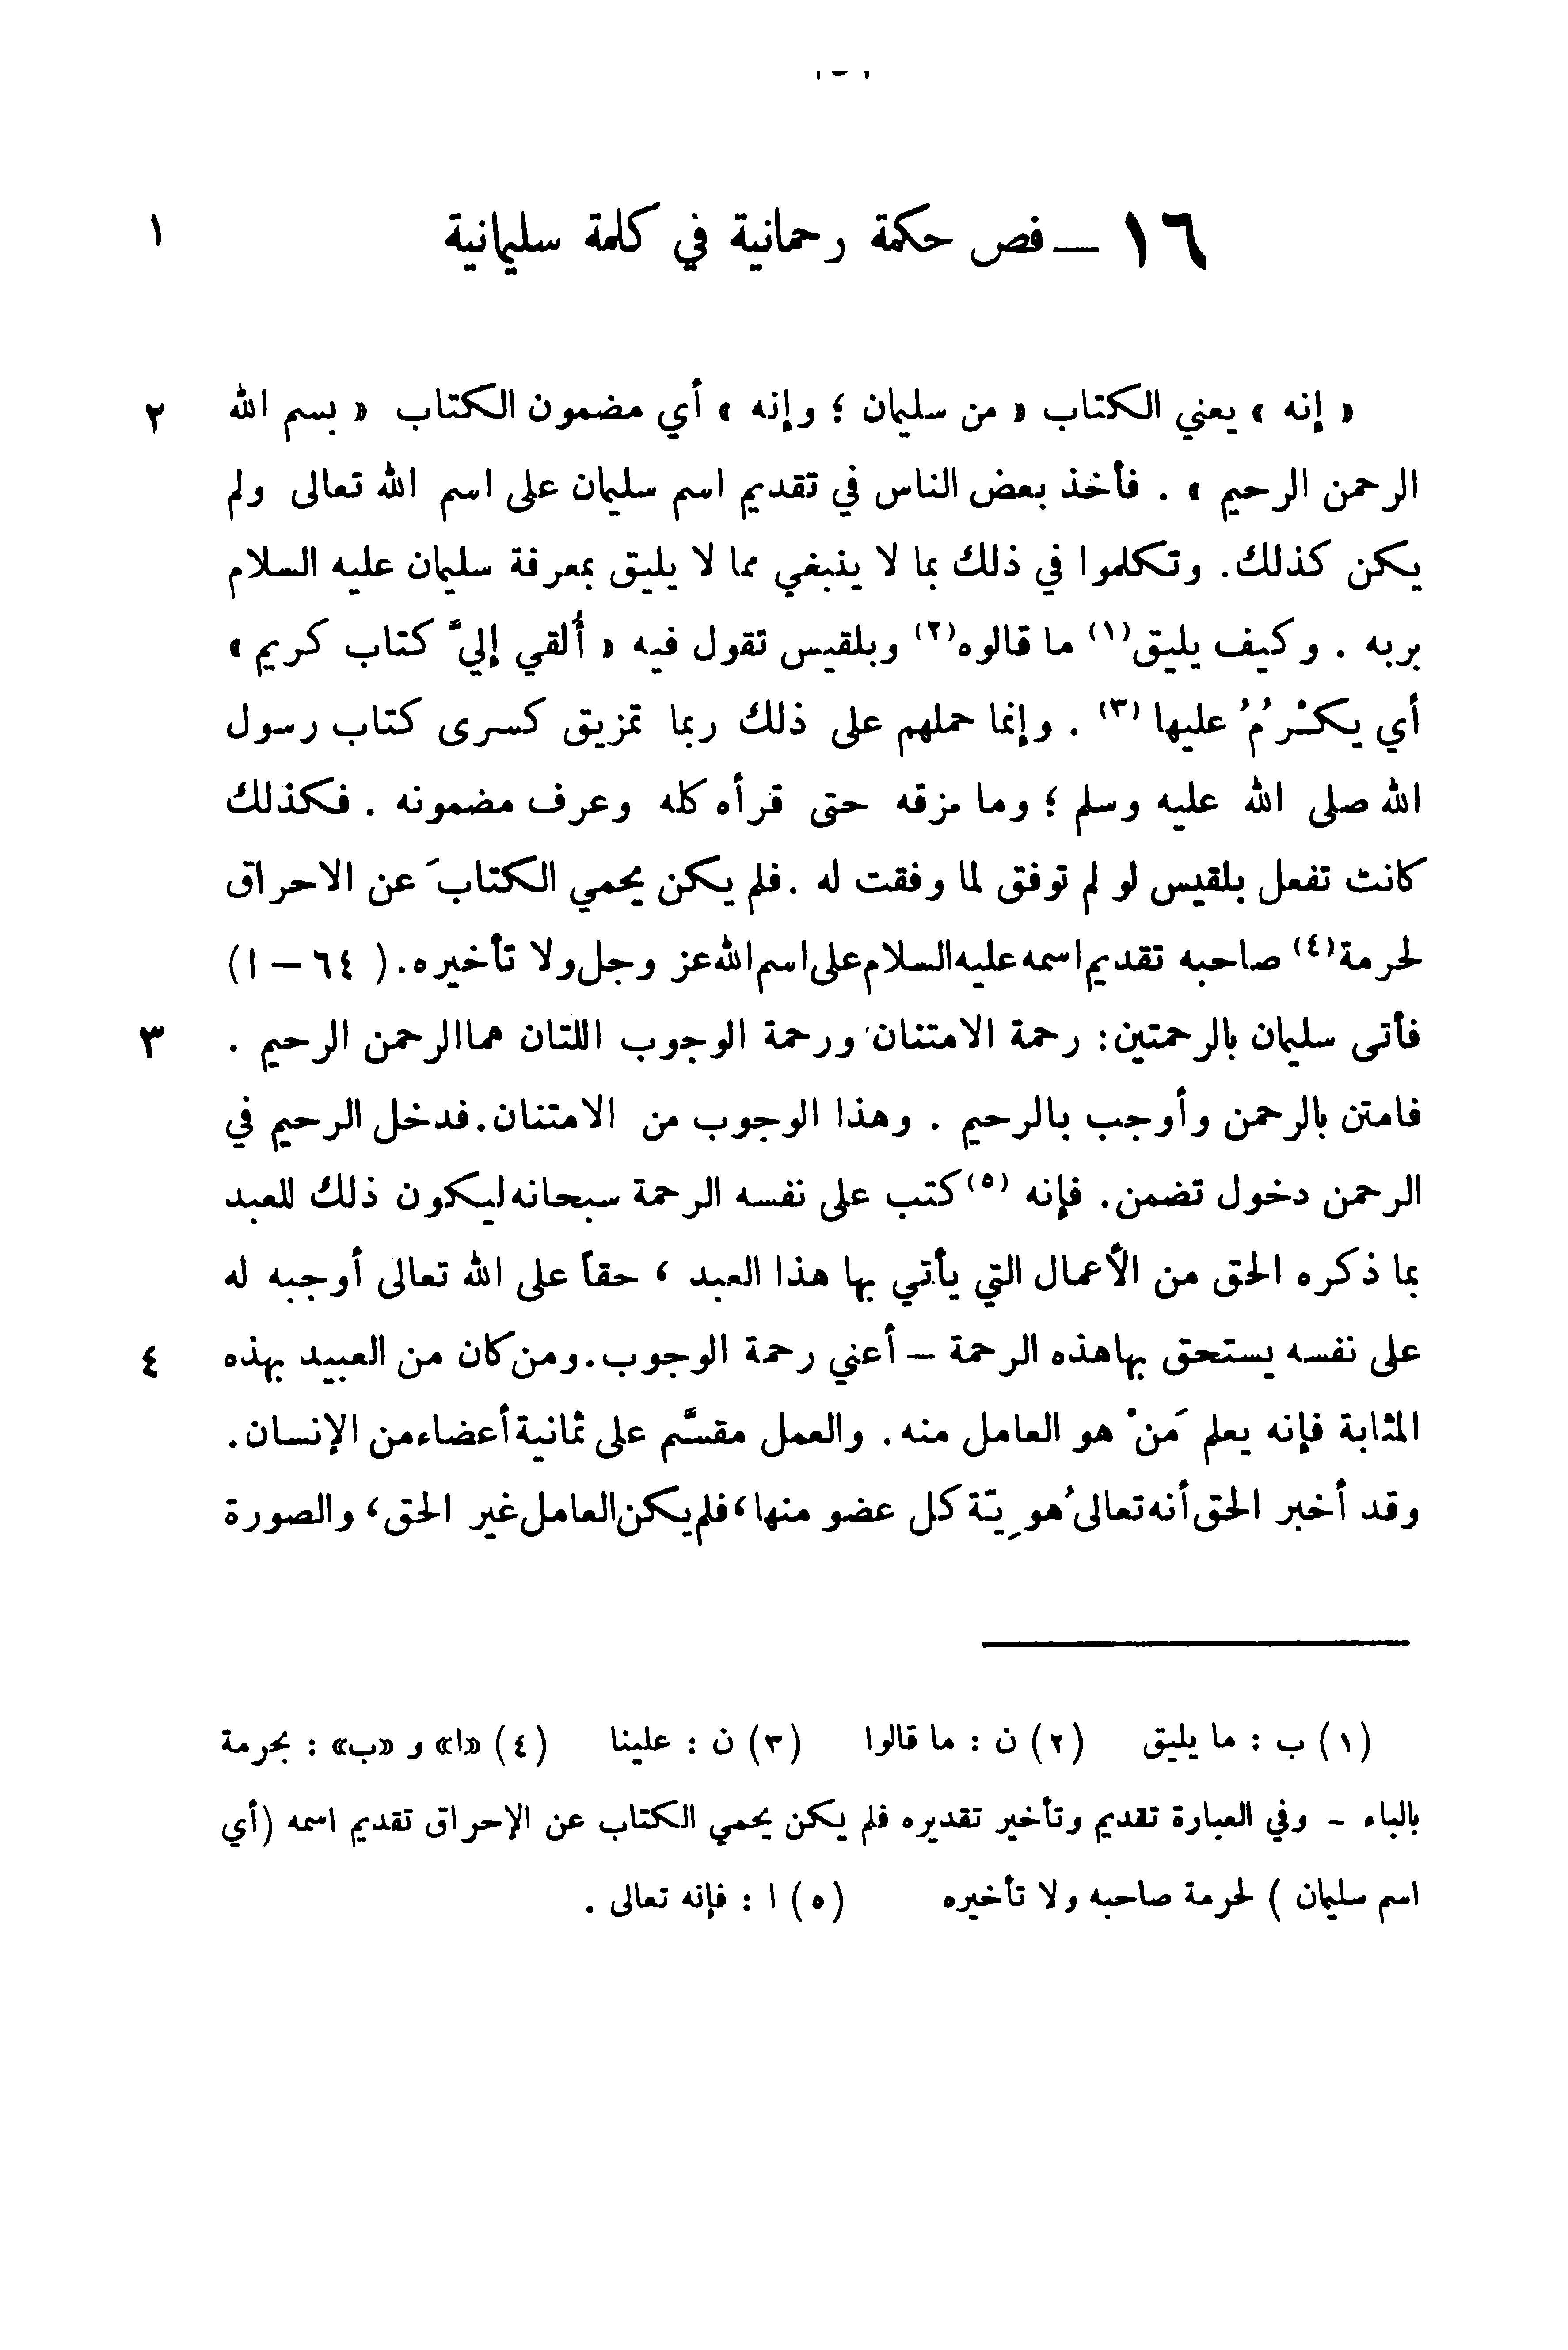 ١٦ – فص حكمة رحمانية في كلمة سليمانية ١
« إنه » يعني الكتاب « من سليمان ؛ وإنه » أي مضمون الكتاب « بسم الله ٢
الرحمن الرحيم » . فأخذ بعض الناس في تقديم اسم سليمان على اسم الله تعالى ولم
يكن كذلك. وتكلموا في ذلك بما لا ينبغي مما لا يليق بمعرفة سليمان عليه السلام
بربه . وكيف يليق(١) ما قالوه(٢) وبلقيس تقول فيه « أُلقي إليَّ كتاب كريم »
أي يكْرُمُ عليها (٣) . وإنما حملهم على ذلك ربما تمزيق كسرى كتاب رسول
الله صلى الله عليه وسلم ؛ وما مزقه حتى قرأه كله وعرف مضمونه . فكذلك
كانت تفعل بلقيس لو لم توفق لما وفقت له .فلم يكن يحمي الكتابَ عن الاحراق
لحرمة(٤) صاحبه تقديم اسمه عليه السلام على اسم الله عز وجل ولا تأخيره. ( ٦٤ – ا)
فأتى سليمان بالرحمتين: رحمة الامتنان ورحمة الوجوب اللتان هما الرحمن الرحيم . ٣
فامتن بالرحمن وأوجب بالرحيم . وهذا الوجوب من الامتنان.فدخل الرحيم في
الرحمن دخول تضمن. فإنه (٥) كتب على نفسه الرحمة سبحانه ليكون ذلك للعبد
بما ذكره الحق من الأعمال التي يأتي بها هذا العبد ، حقاً على الله تعالى أوجبه له
على نفسه يستحق بها هذه الرحمة – أعني رحمة الوجوب.ومن كان من العبيد بهذه ٤
المثابة فإنه يعلم مَنْ هو العامل منه. والعمل مقسَّم على ثمانية أعضاء من الإنسان.
وقد أخبر الحق أنه تعالى هُوِيّة كل عضو منها، فلم يكن العامل غير الحق، والصورة
(١) ب : ما يليق (٢) ن : ما قالوا (٣) ن : علينا (٤) «ا» و «ب» : بحرمة
بالباء – وفي العبارة تقديم وتأخير تقديره فلم يكن يحمي الكتاب عن الإحراق تقديم اسمه (أي
اسم سليمان ) لحرمة صاحبه ولا تأخيره (٥) ا : فإنه تعالى .